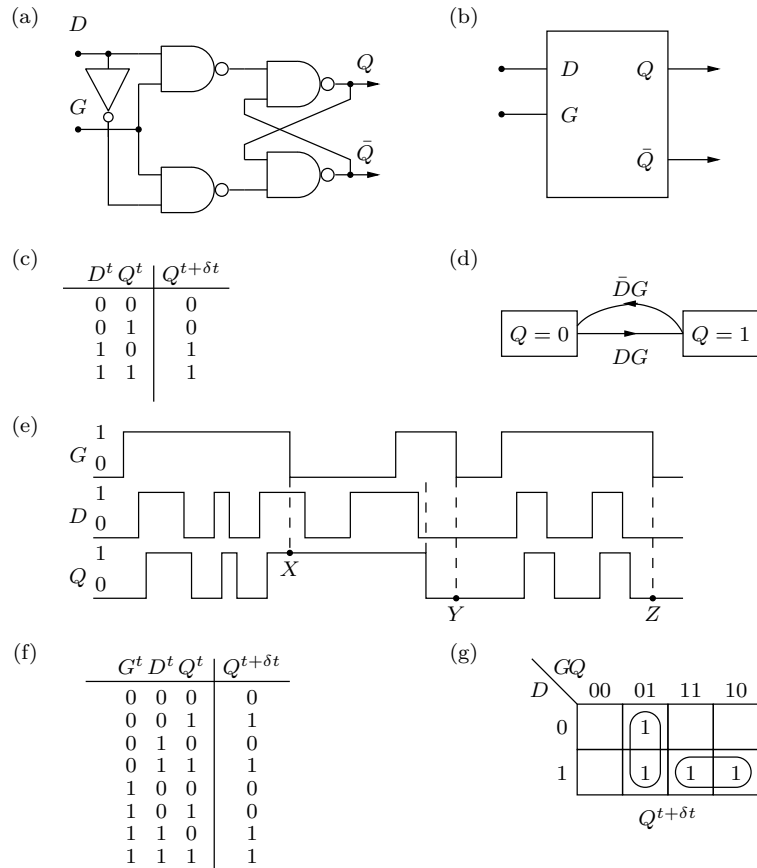 (a)
D
G
Q
Q̄
(b)
D Q
G
Q̄
(c)
D^t Q^t Q^{t+δt}
0 0 0
0 1 0
1 0 1
1 1 1
(d)
D̄G
Q = 0 Q = 1
DG
(e)
1
G
0
1
D
0
1
Q
0
X
Y
Z
(f)
G^t D^t Q^t Q^{t+δt}
0 0 0 0
0 0 1 1
0 1 0 0
0 1 1 1
1 0 0 0
1 0 1 0
1 1 0 1
1 1 1 1
(g)
GQ
D 00 01 11 10
0 1
1 1 1 1
Q^{t+δt}